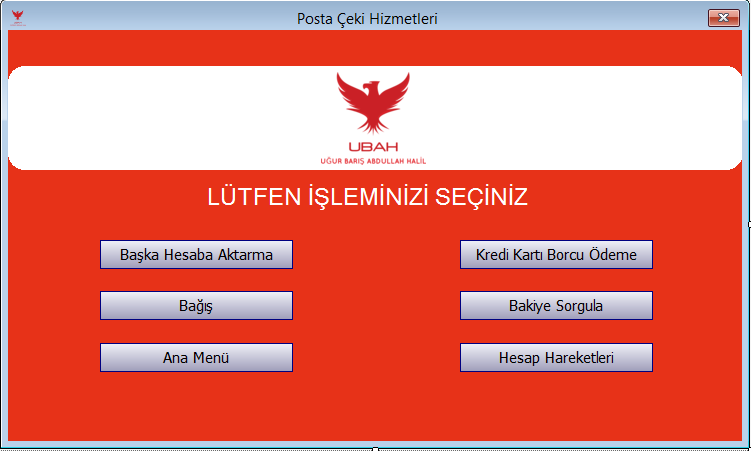 Posta Çeki Hizmetleri
UBAH
UĞUR BARIŞ ABDULLAH HALİL
LÜTFEN İŞLEMİNİZİ SEÇİNİZ
Başka Hesaba Aktarma
Kredi Kartı Borcu Ödeme
Bağış
Bakiye Sorgula
Ana Menü
Hesap Hareketleri